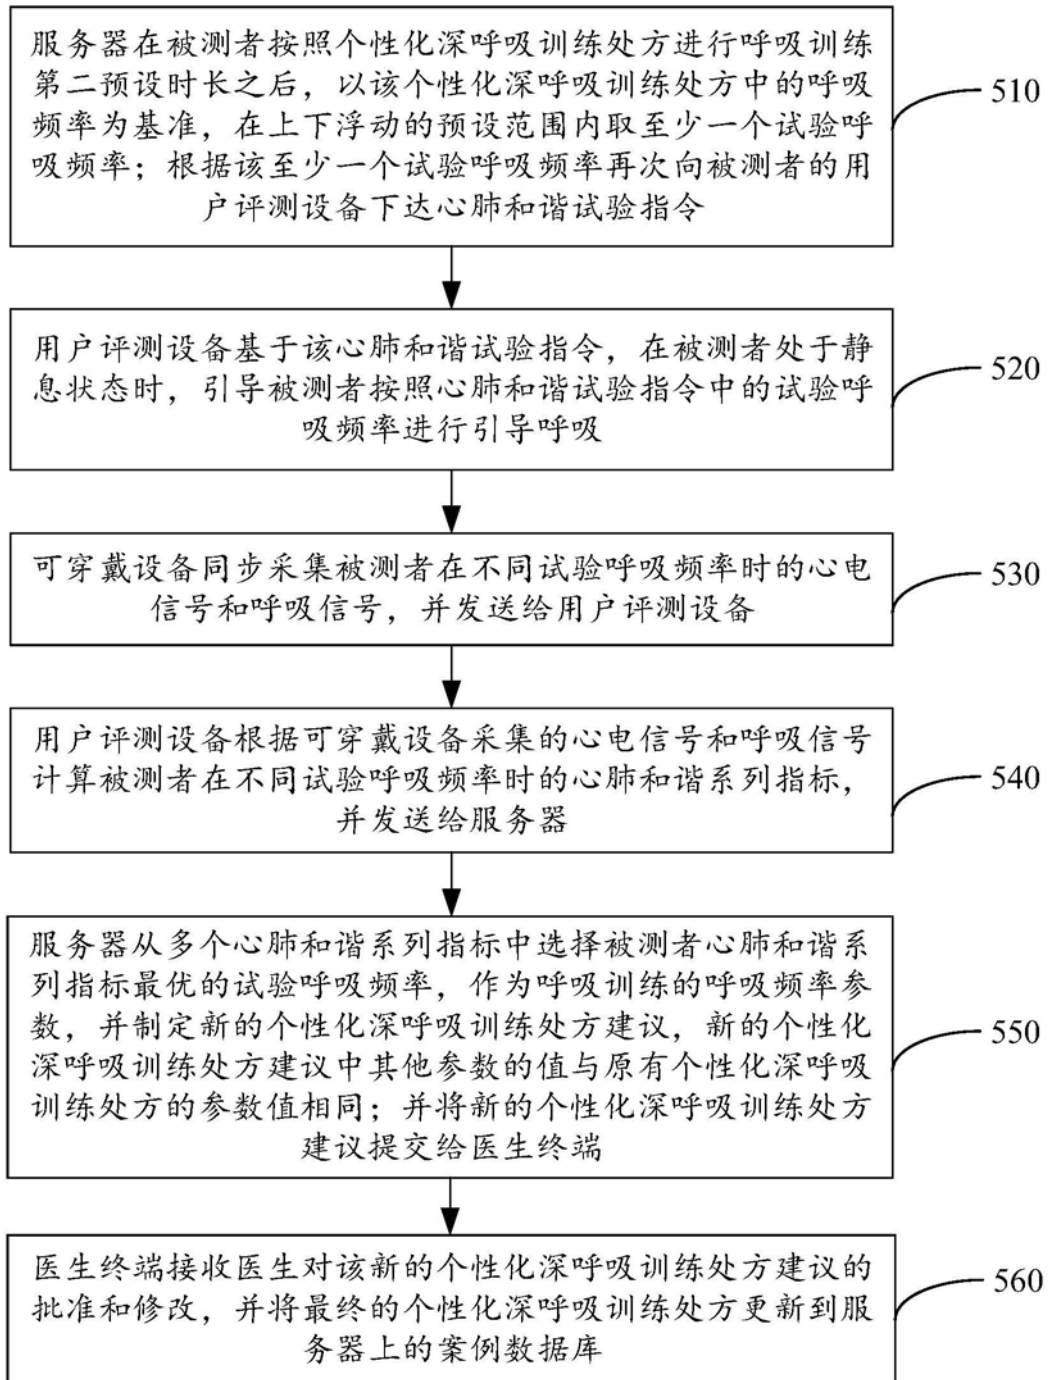 服务器在被测者按照个性化深呼吸训练处方进行呼吸训练
第二预设时长之后，以该个性化深呼吸训练处方中的呼吸
频率为基准，在上下浮动的预设范围内取至少一个试验呼
吸频率；根据该至少一个试验呼吸频率再次向被测者的用
户评测设备下达心肺和谐试验指令
510
用户评测设备基于该心肺和谐试验指令，在被测者处于静
息状态时，引导被测者按照心肺和谐试验指令中的试验呼
吸频率进行引导呼吸
520
可穿戴设备同步采集被测者在不同试验呼吸频率时的心电
信号和呼吸信号，并发送给用户评测设备
530
用户评测设备根据可穿戴设备采集的心电信号和呼吸信号
计算被测者在不同试验呼吸频率时的心肺和谐系列指标，
并发送给服务器
540
服务器从多个心肺和谐系列指标中选择被测者心肺和谐系
列指标最优的试验呼吸频率，作为呼吸训练的呼吸频率参
数，并制定新的个性化深呼吸训练处方建议，新的个性化
深呼吸训练处方建议中其他参数的值与原有个性化深呼吸
训练处方的参数值相同；并将新的个性化深呼吸训练处方
建议提交给医生终端
550
医生终端接收医生对该新的个性化深呼吸训练处方建议的
批准和修改，并将最终的个性化深呼吸训练处方更新到服
务器上的案例数据库
560